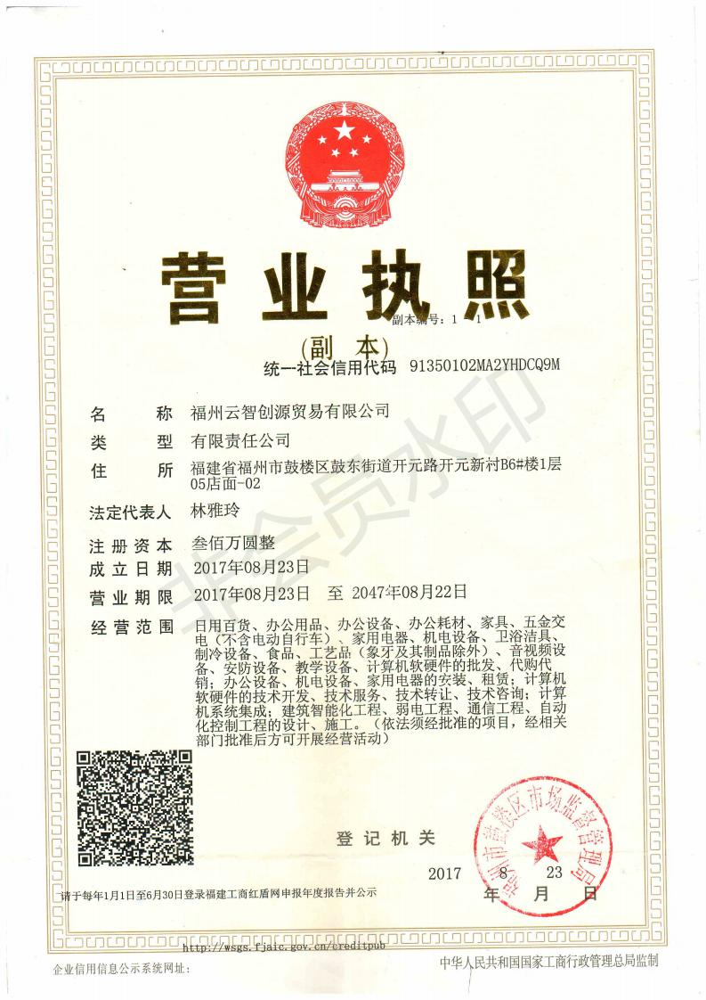 营业执照
副本编号：1－1
(副 本)
统一社会信用代码 91350102MA2YHDCQ9M
名 称 福州云智创源贸易有限公司
类 型 有限责任公司
住 所 福建省福州市鼓楼区鼓东街道开元路开元新村B6#楼1层
05店面-02
法定代表人 林雅玲
注册资本 叁佰万圆整
成立日期 2017年08月23日
营业期限 2017年08月23日 至 2047年08月22日
经营范围 日用百货、办公用品、办公设备、办公耗材、家具、五金交
电（不含电动自行车）、家用电器、机电设备、卫浴洁具、
制冷设备、食品、工艺品（象牙及其制品除外）、音视频设
备、安防设备、教学设备、计算机软硬件的批发、代购代
销；办公设备、机电设备、家用电器的安装、租赁；计算机
软硬件的技术开发、技术服务、技术转让、技术咨询；计算
机系统集成；建筑智能化工程、弱电工程、通信工程、自动
化控制工程的设计、施工。（依法须经批准的项目，经相关
部门批准后方可开展经营活动）
非会员水印
登记机关
福州市鼓楼区市场监督管理局
2017 8 23
年 月 日
请于每年1月1日至6月30日登录福建工商红盾网申报年度报告并公示
http://wsgs.fjaic.gov.cn/creditpub
企业信用信息公示系统网址：
中华人民共和国国家工商行政管理总局监制